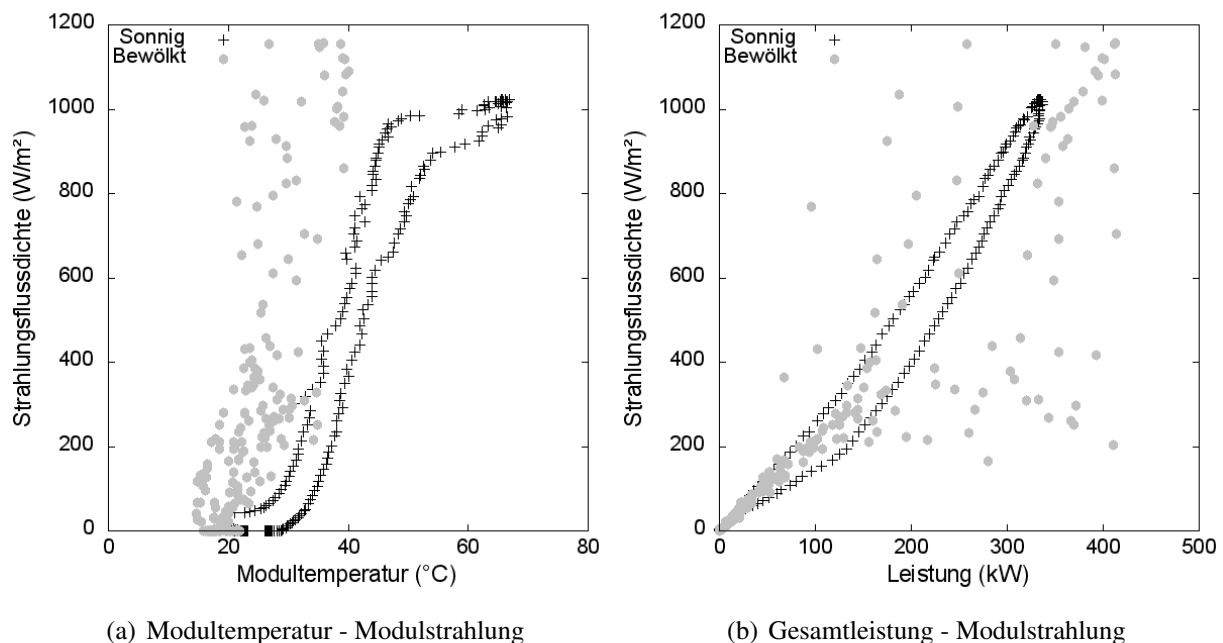 1200
1000
800
600
400
200
0
0 20 40 60 80
Strahlungsflussdichte (W/m²)
Modultemperatur (°C)
Sonnig
Bewölkt
(a) Modultemperatur - Modulstrahlung
1200
1000
800
600
400
200
0
0 100 200 300 400 500
Strahlungsflussdichte (W/m²)
Leistung (kW)
Sonnig
Bewölkt
(b) Gesamtleistung - Modulstrahlung